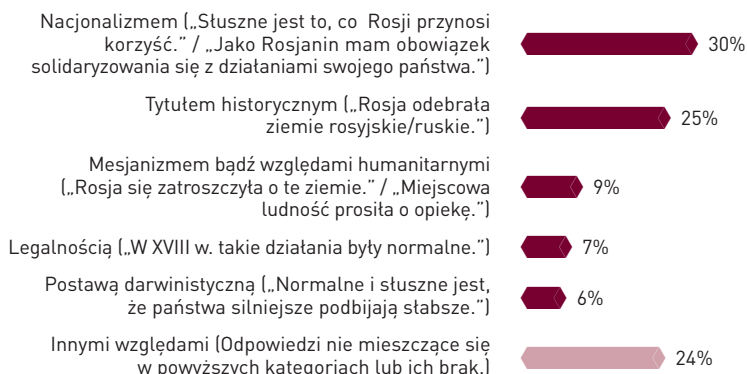 Nacjonalizmem („Słuszne jest to, co Rosji przynosi
korzyść.” / „Jako Rosjanin mam obowiązek
solidaryzowania się z działaniami swojego państwa.”)
30%
Tytułem historycznym („Rosja odebrała
ziemie rosyjskie/ruskie.”)
25%
Mesjanizmem bądź względami humanitarnymi
(„Rosja się zatroszczyła o te ziemie.” / „Miejscowa
ludność prosiła o opiekę.”)
9%
Legalnością („W XVIII w. takie działania były normalne.”)
7%
Postawą darwinistyczną („Normalne i słuszne jest,
że państwa silniejsze podbijają słabsze.”)
6%
Innymi względami (Odpowiedzi nie mieszczące się
w powyższych kategoriach lub ich brak.)
24%